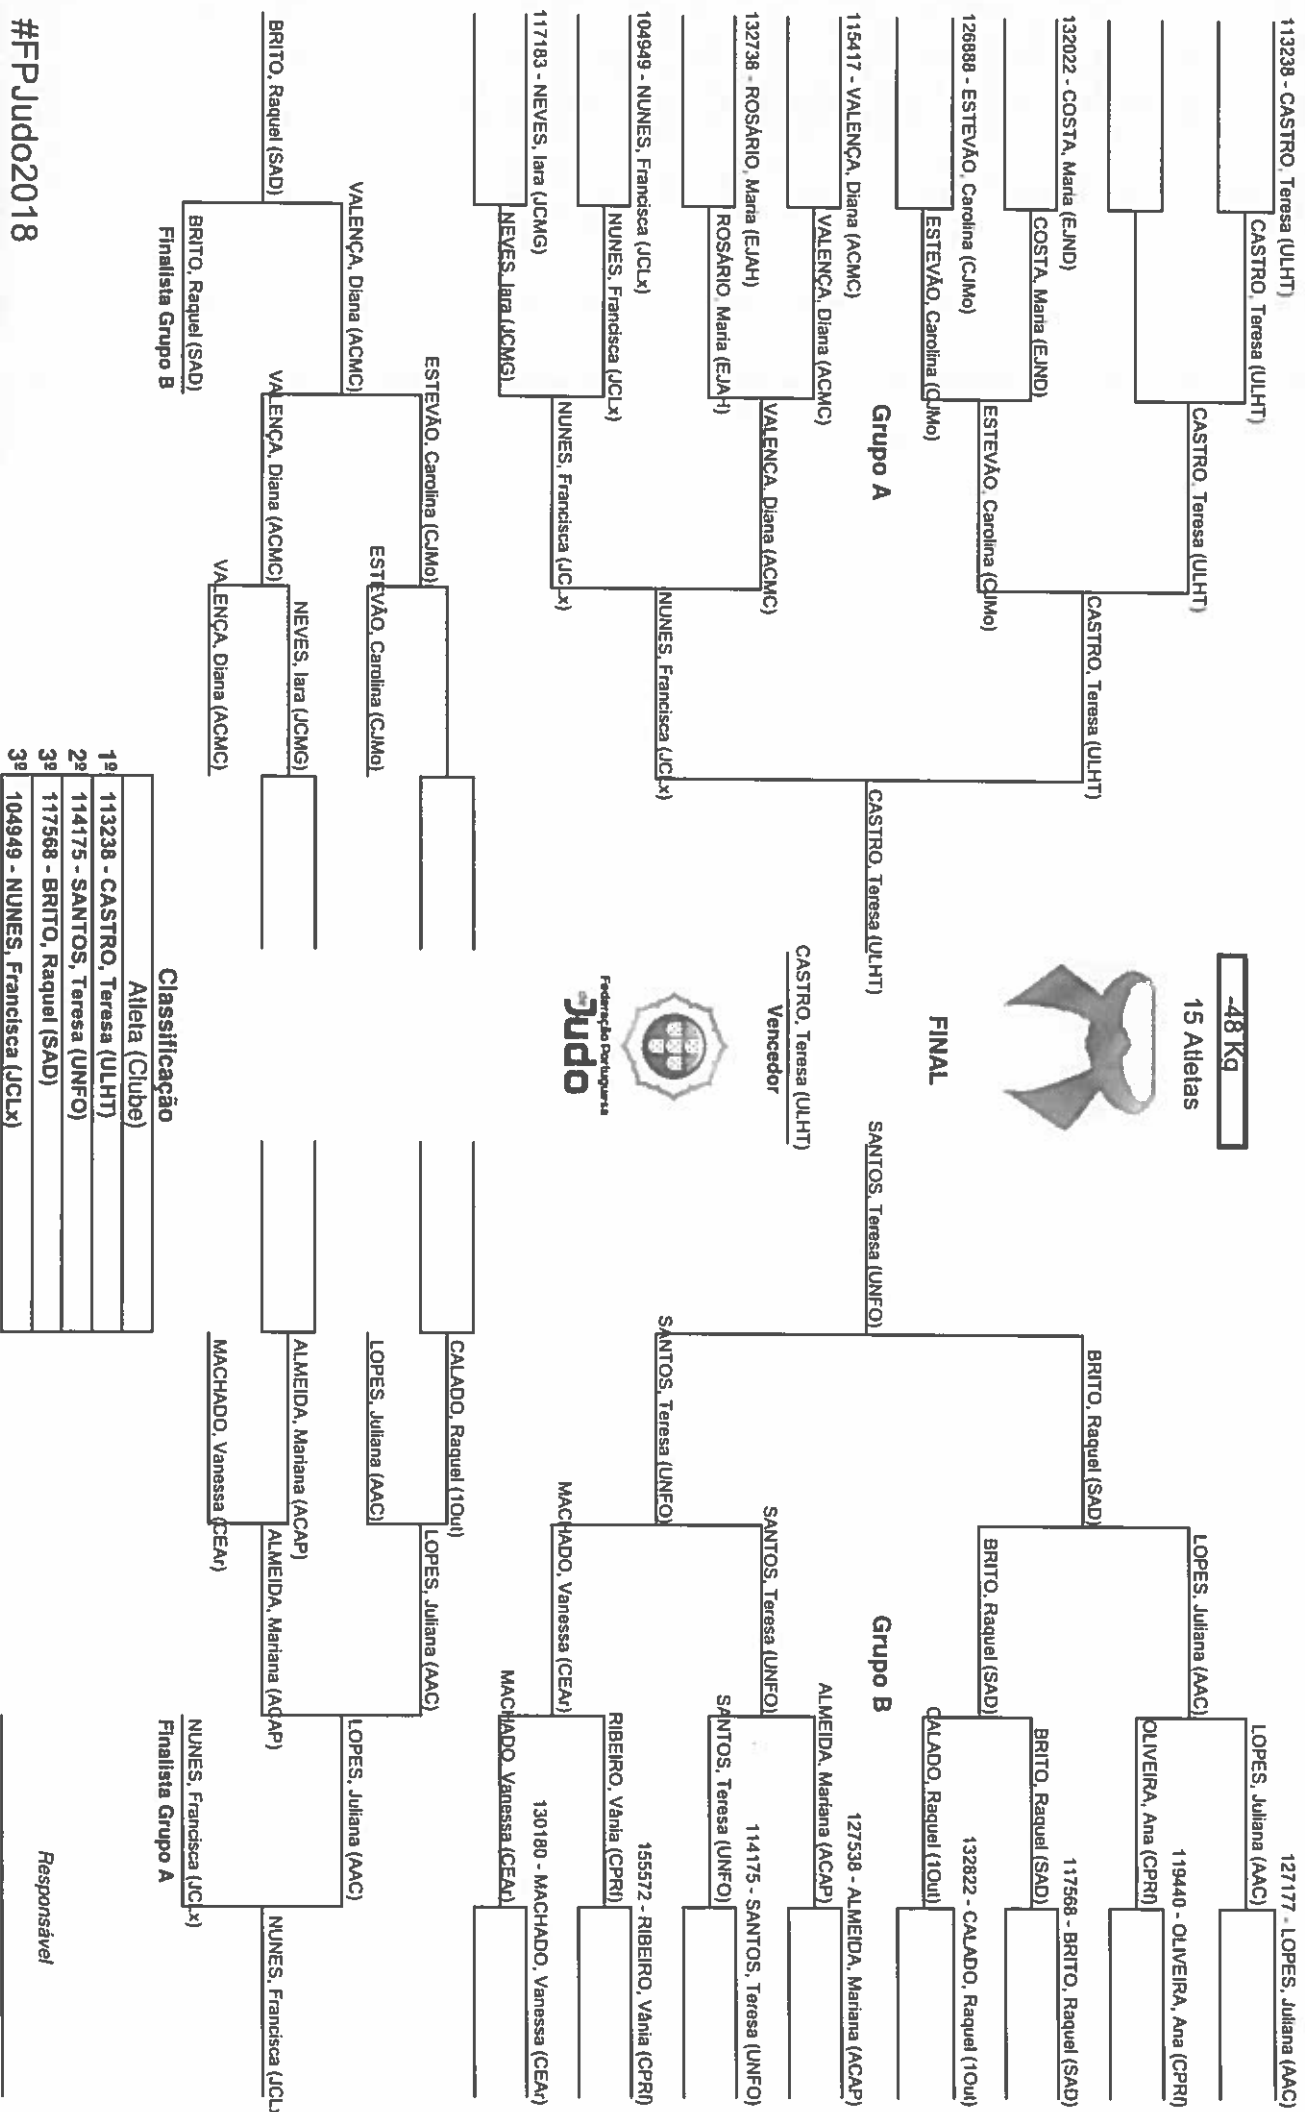 -48 Kg
15 Atletas
FINAL
113238 - CASTRO, Teresa (ULHT)
CASTRO, Teresa (ULHT)
CASTRO, Teresa (ULHT)
132022 - COSTA, Maria (EJND)
COSTA, Maria (EJND)
CASTRO, Teresa (ULHT)
126888 - ESTEVÃO, Carolina (CJMo)
ESTEVÃO, Carolina (CJMo)
ESTEVÃO, Carolina (CJMo)
Grupo A
115417 - VALENÇA, Diana (ACMC)
VALENÇA, Diana (ACMC)
VALENÇA, Diana (ACMC)
132738 - ROSÁRIO, Maria (EJAH)
ROSÁRIO, Maria (EJAH)
NUNES, Francisca (JCLx)
104949 - NUNES, Francisca (JCLx)
NUNES, Francisca (JCLx)
NUNES, Francisca (JCLx)
117183 - NEVES, Iara (JCMG)
NEVES, Iara (JCMG)
CASTRO, Teresa (ULHT)
SANTOS, Teresa (UNFO)
CASTRO, Teresa (ULHT)
Vencedor
Federação Portuguesa
de Judo
127177 - LOPES, Juliana (AAC)
LOPES, Juliana (AAC)
LOPES, Juliana (AAC)
119440 - OLIVEIRA, Ana (CPRf)
OLIVEIRA, Ana (CPRf)
BRITO, Raquel (SAD)
117568 - BRITO, Raquel (SAD)
BRITO, Raquel (SAD)
BRITO, Raquel (SAD)
132822 - CALADO, Raquel (1Out)
CALADO, Raquel (1Out)
Grupo B
127538 - ALMEIDA, Mariana (ACAP)
ALMEIDA, Mariana (ACAP)
SANTOS, Teresa (UNFO)
114175 - SANTOS, Teresa (UNFO)
SANTOS, Teresa (UNFO)
SANTOS, Teresa (UNFO)
155572 - RIBEIRO, Vânia (CPRf)
RIBEIRO, Vânia (CPRf)
MACHADO, Vanessa (CEAr)
130180 - MACHADO, Vanessa (CEAr)
MACHADO, Vanessa (CEAr)
ESTEVÃO, Carolina (CJMo)
ESTEVÃO, Carolina (CJMo)
VALENÇA, Diana (ACMC)
NEVES, Iara (JCMG)
BRITO, Raquel (SAD)
VALENÇA, Diana (ACMC)
VALENÇA, Diana (ACMC)
BRITO, Raquel (SAD)
Finalista Grupo B
CALADO, Raquel (1Out)
LOPES, Juliana (AAC)
LOPES, Juliana (AAC)
LOPES, Juliana (AAC)
ALMEIDA, Mariana (ACAP)
ALMEIDA, Mariana (ACAP)
NUNES, Francisca (JCL
MACHADO, Vanessa (CEAr)
NUNES, Francisca (JCLx)
Finalista Grupo A
Classificação
Atleta (Clube)
1º 113238 - CASTRO, Teresa (ULHT)
2º 114175 - SANTOS, Teresa (UNFO)
3º 117568 - BRITO, Raquel (SAD)
3º 104949 - NUNES, Francisca (JCLx)
Responsável
#FPJudo2018